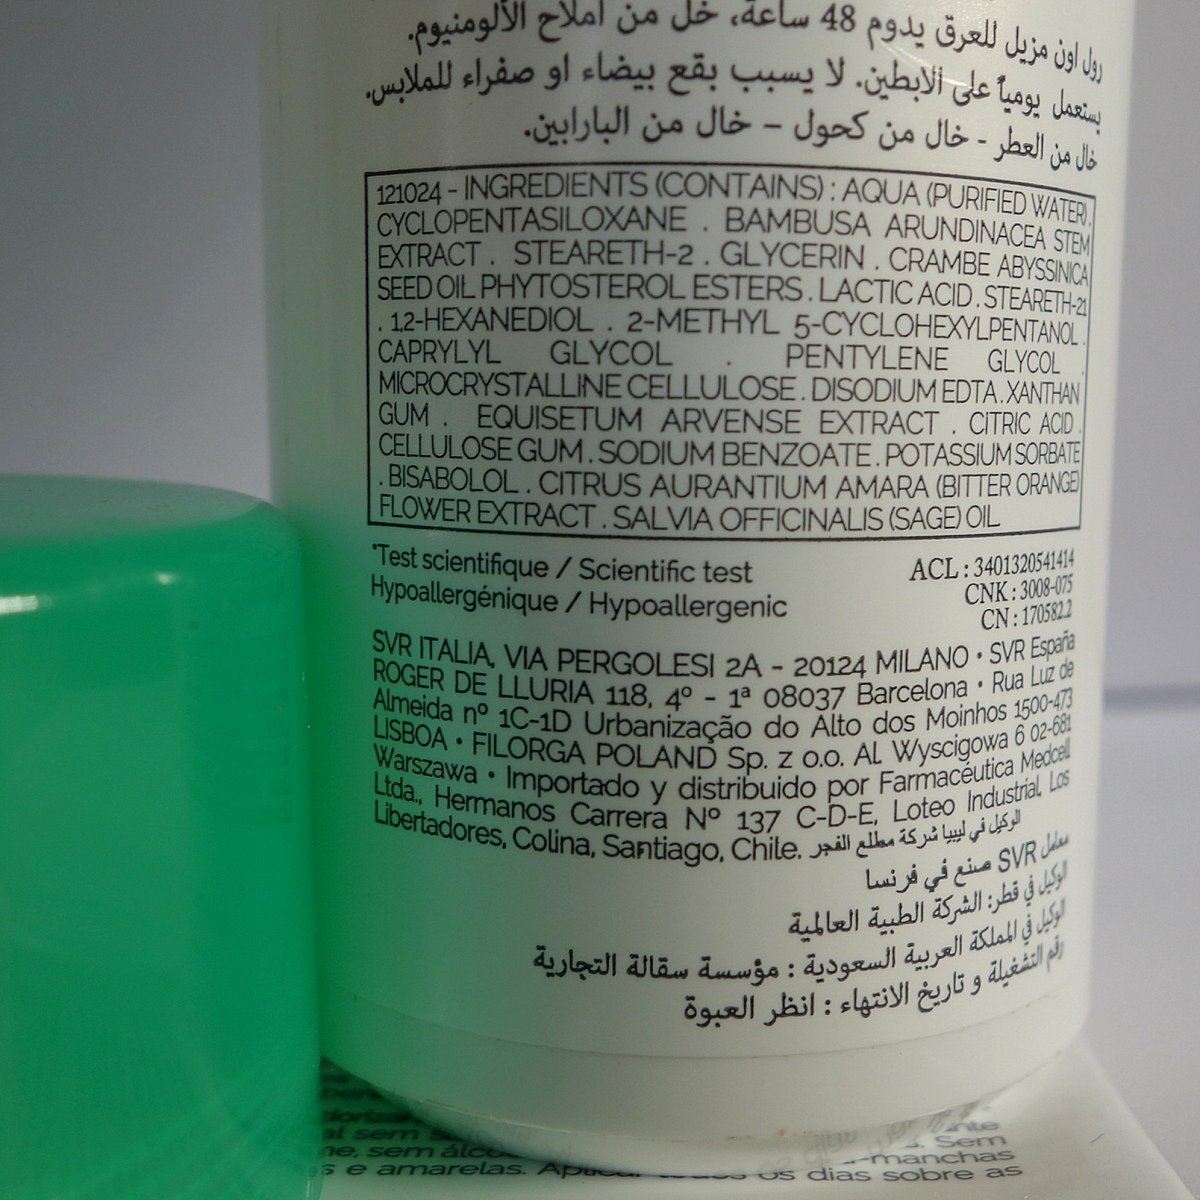 رول اون مزيل للعرق يدوم 48 ساعة، خل من املاح الألومنيوم.
يستعمل يومياً على الابطين. لا يسبب بقع بيضاء او صفراء للملابس.
خال من العطر - خال من كحول – خال من البارابين.
121024 - INGREDIENTS (CONTAINS) : AQUA (PURIFIED WATER) .
CYCLOPENTASILOXANE . BAMBUSA ARUNDINACEA STEM
EXTRACT . STEARETH-2 . GLYCERIN . CRAMBE ABYSSINICA
SEED OIL PHYTOSTEROL ESTERS . LACTIC ACID . STEARETH-21
. 1,2-HEXANEDIOL . 2-METHYL 5-CYCLOHEXYLPENTANOL .
CAPRYLYL GLYCOL . PENTYLENE GLYCOL .
MICROCRYSTALLINE CELLULOSE . DISODIUM EDTA . XANTHAN
GUM . EQUISETUM ARVENSE EXTRACT . CITRIC ACID .
CELLULOSE GUM . SODIUM BENZOATE . POTASSIUM SORBATE
. BISABOLOL . CITRUS AURANTIUM AMARA (BITTER ORANGE)
FLOWER EXTRACT . SALVIA OFFICINALIS (SAGE) OIL
*Test scientifique / Scientific test
Hypoallergénique / Hypoallergenic
ACL : 3401320541414
CNK : 3008-075
CN : 170582.2
SVR ITALIA, VIA PERGOLESI 2A - 20124 MILANO • SVR España
ROGER DE LLURIA 118, 4º - 1ª 08037 Barcelona • Rua Luz de
Almeida nº 1C-1D Urbanização do Alto dos Moinhos 1500-473
LISBOA • FILORGA POLAND Sp. z o.o. Al. Wyscigowa 6 02-681
Warszawa • Importado y distribuido por Farmacéutica Medcell
Ltda., Hermanos Carrera Nº 137 C-D-E, Loteo Industrial, Los
Libertadores, Colina, Santiago, Chile. الوكيل في ليبيا شركة مطلع الفجر
معامل SVR صنع في فرنسا
الوكيل في قطر: الشركة الطبية العالمية
الوكيل في المملكة العربية السعودية : مؤسسة سقالة التجارية
رقم التشغيلة و تاريخ الانتهاء : انظر العبوة
al sem
sem Sem
-manchas
s e amarelas. Aplicar todos os dias sobre as